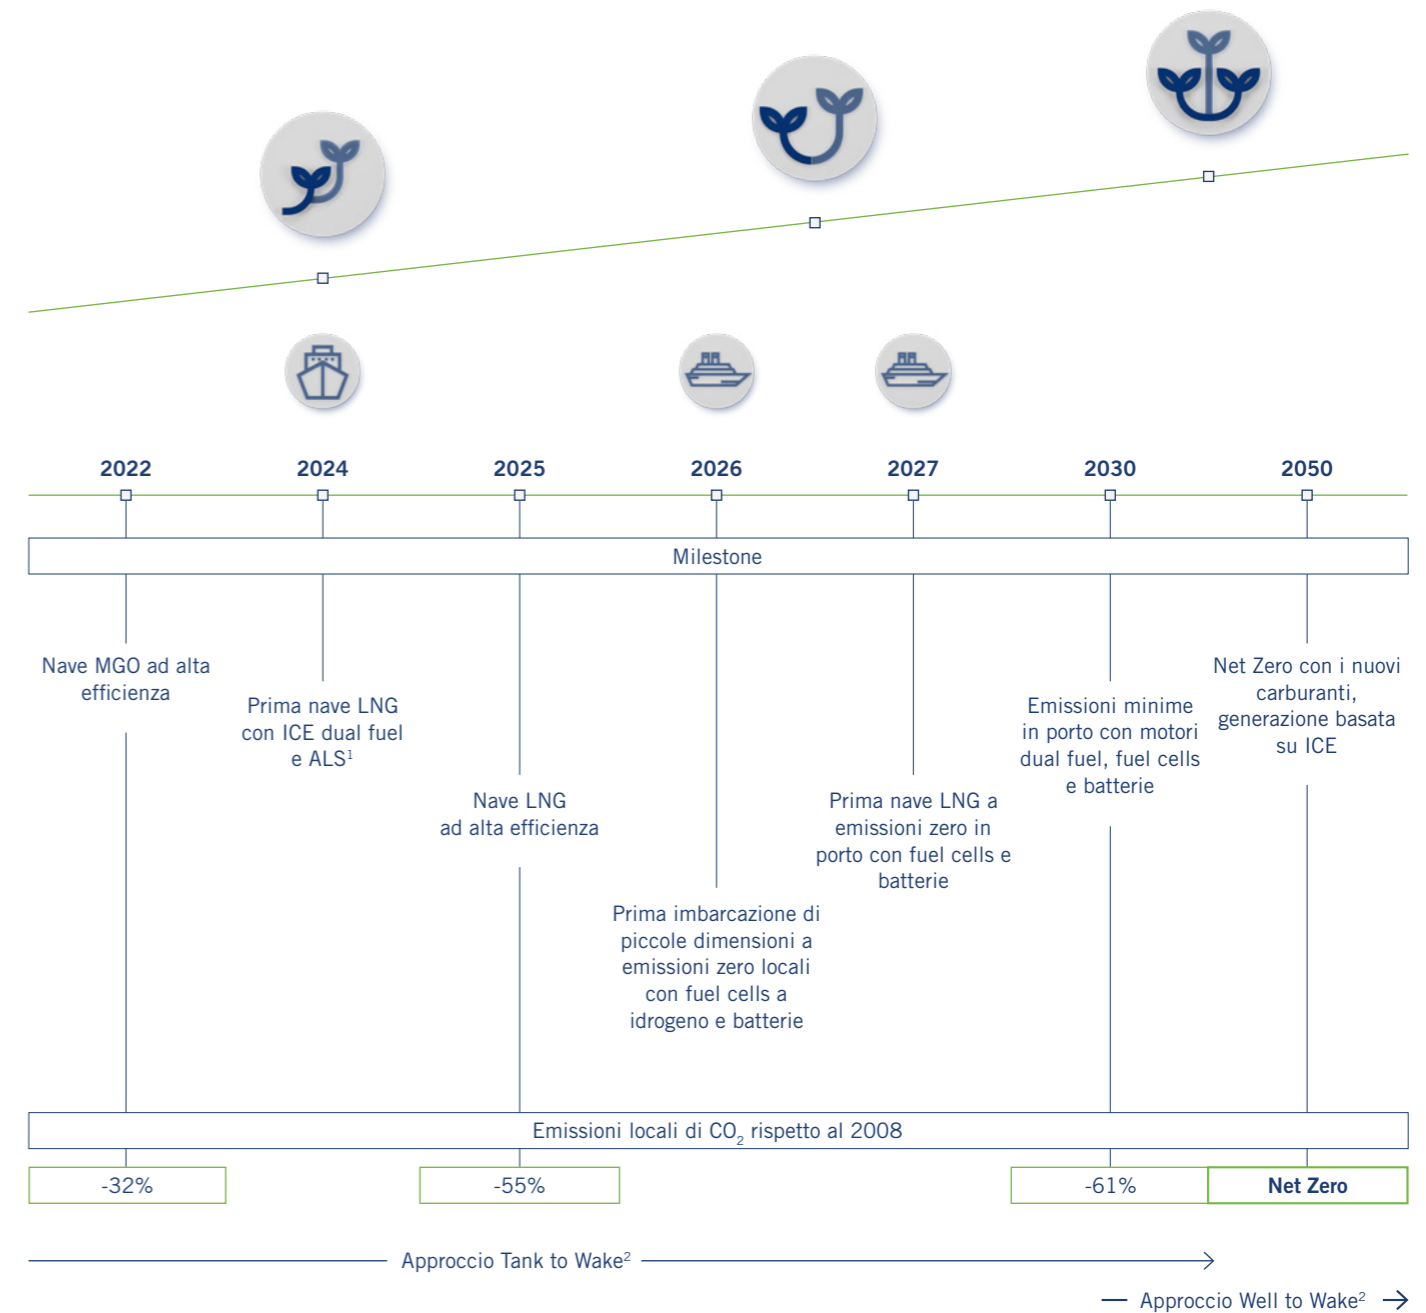 2022
2024
2025
2026
2027
2030
2050
Milestone
Nave MGO ad alta
efficienza
Prima nave LNG
con ICE dual fuel
e ALS¹
Nave LNG
ad alta efficienza
Prima imbarcazione di
piccole dimensioni a
emissioni zero locali
con fuel cells a
idrogeno e batterie
Prima nave LNG a
emissioni zero in
porto con fuel cells e
batterie
Emissioni minime
in porto con motori
dual fuel, fuel cells
e batterie
Net Zero con i nuovi
carburanti,
generazione basata
su ICE
Emissioni locali di CO₂ rispetto al 2008
-32%
-55%
-61%
Net Zero
Approccio Tank to Wake²
Approccio Well to Wake²